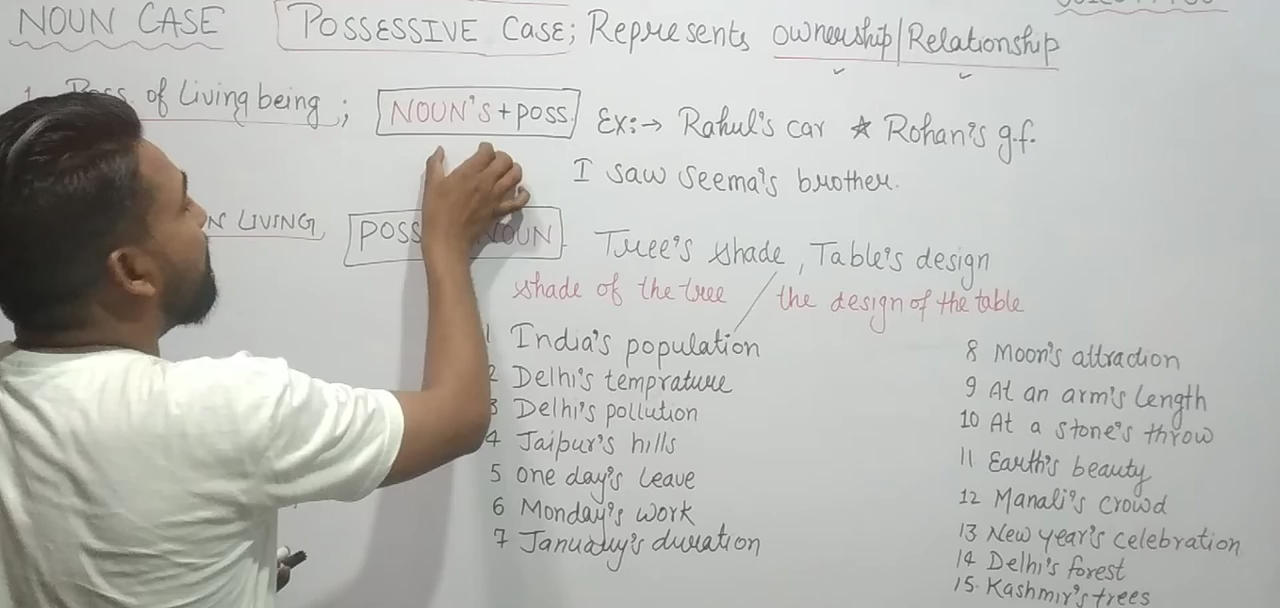 NOUN CASE POSSESSIVE CASE; Represents ownership/Relationship
1. Poss. of Living being; NOUN'S + POSS. Ex:→ Rahul's car ★ Rohan's g.f.
I saw Seema's brother.
N LIVING POSS NOUN Tree's shade, Table's design
shade of the tree / the design of the table
1 India's population
2 Delhi's temprature
3 Delhi's pollution
4 Jaipur's hills
5 one day's leave
6 Monday's work
7 January's duration
8 Moon's attraction
9 At an arm's length
10 At a stone's throw
11 Earth's beauty
12 Manali's crowd
13 New year's celebration
14 Delhi's forest
15. Kashmir's trees